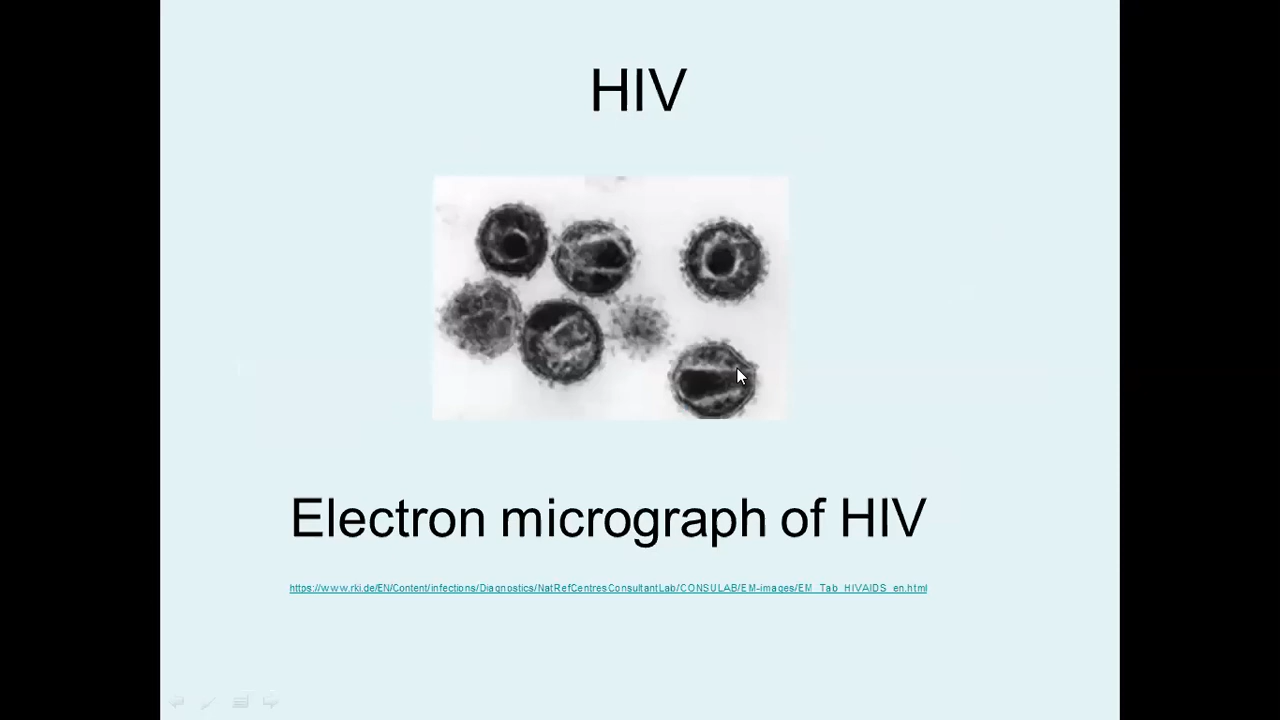 HIV
Electron micrograph of HIV
https://www.rki.de/EN/Content/infections/Diagnostics/NatRefCentresConsultantLab/CONSULAB/EM-images/EM_Tab_HIVAIDS_en.html